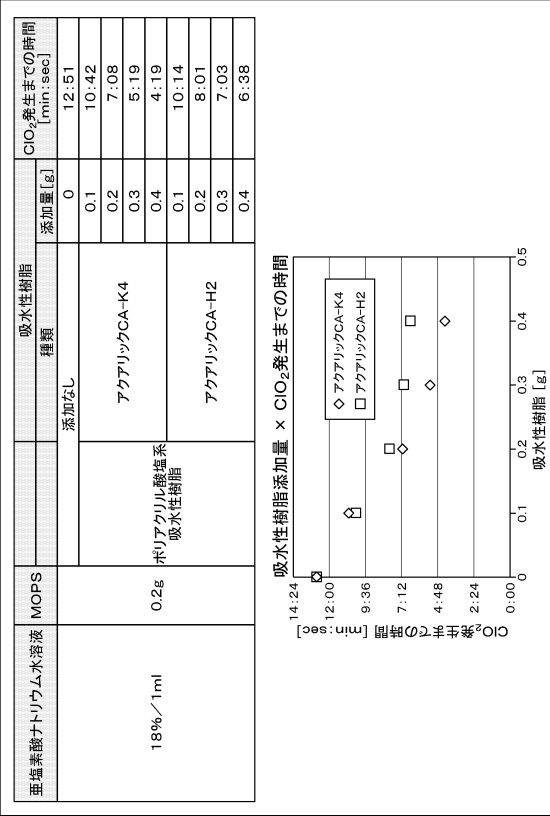 亜塩素酸ナトリウム水溶液 MOPS 吸水性樹脂 ClO₂発生までの時間
[min:sec]
種類 添加量[g]
18%/1ml 0.2g 添加なし 0 12:51
ポリアクリル酸塩系
吸水性樹脂
アクアリックCA-K4 0.1 10:42
0.2 7:08
0.3 5:19
0.4 4:19
アクアリックCA-H2 0.1 10:14
0.2 8:01
0.3 7:03
0.4 6:38
吸水性樹脂添加量 × ClO₂発生までの時間
ClO₂発生までの時間 [min:sec]
14:24
12:00
9:36
7:12
4:48
2:24
0:00
アクアリックCA-K4
アクアリックCA-H2
0 0.1 0.2 0.3 0.4 0.5
吸水性樹脂 [g]